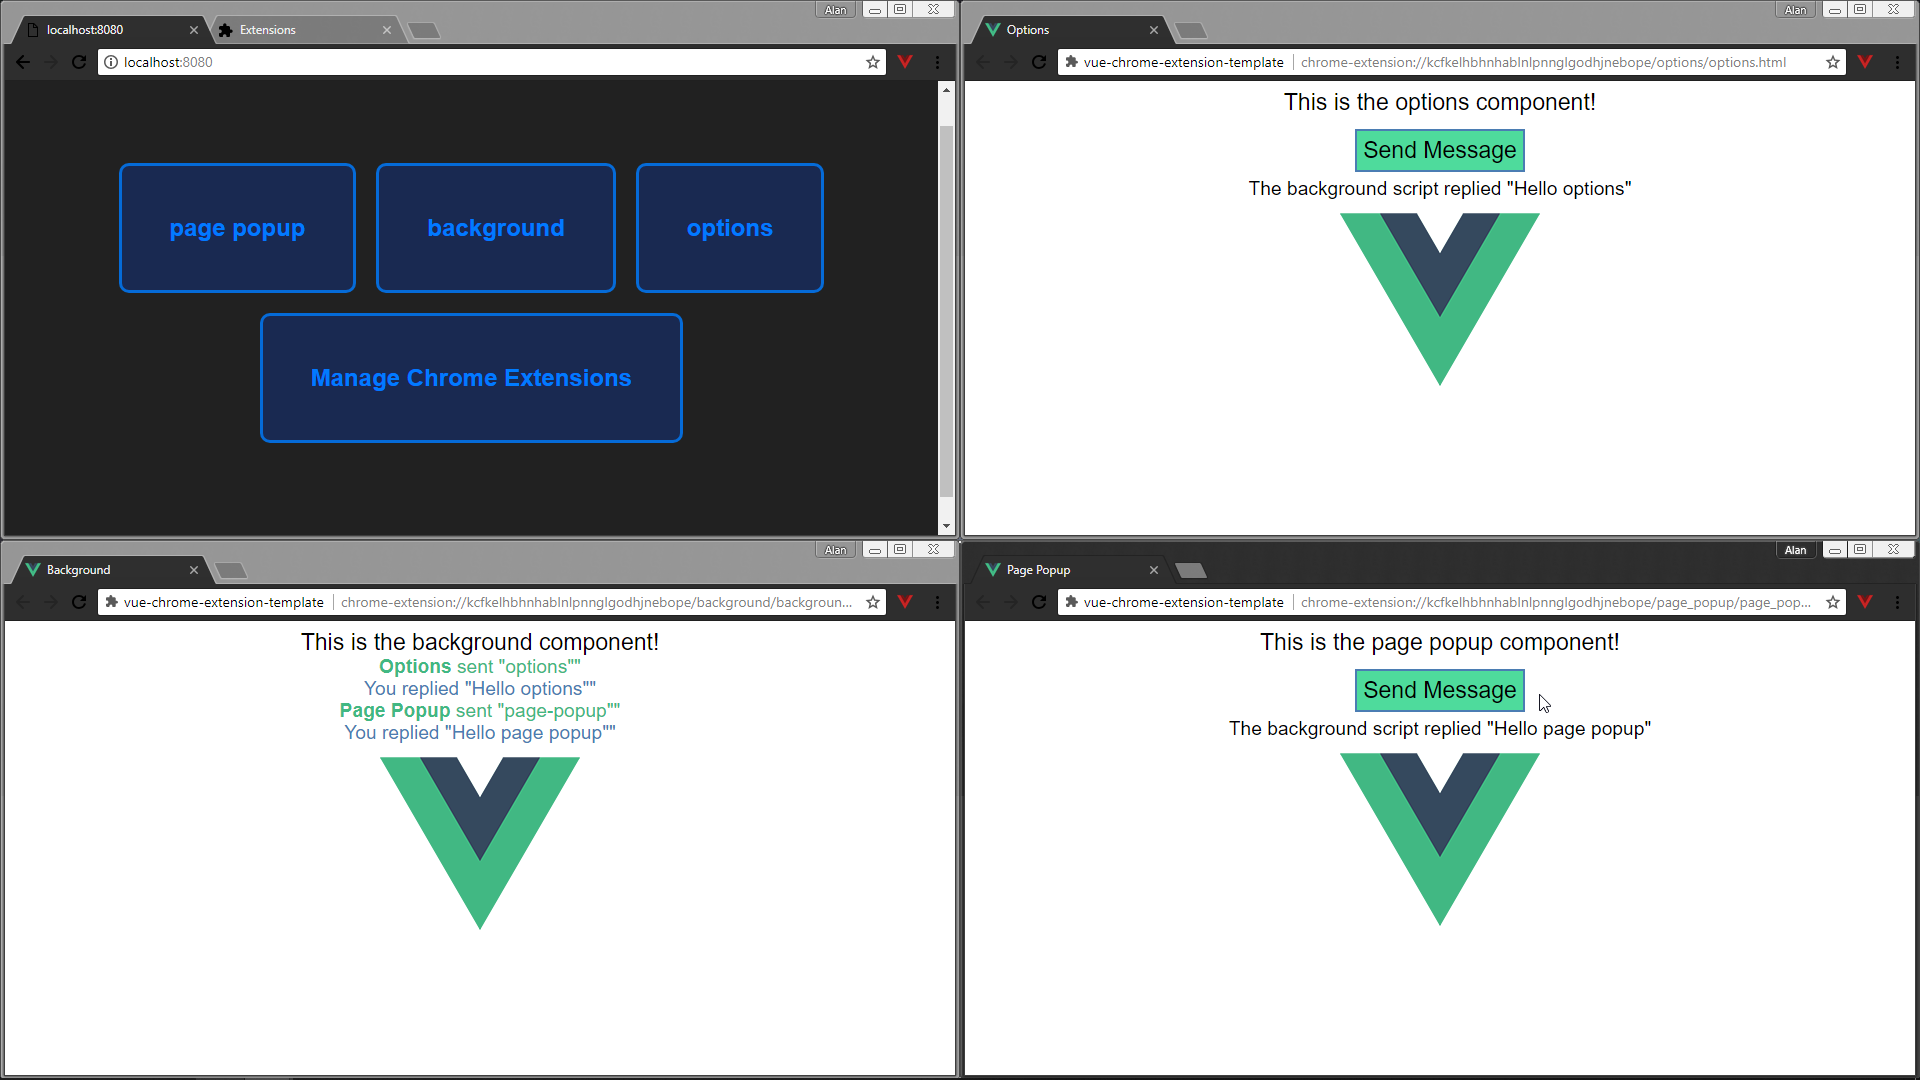 Alan
localhost:8080
Extensions
localhost:8080
page popup
background
options
Manage Chrome Extensions
Alan
Options
vue-chrome-extension-template
chrome-extension://kcfkelhbhnhablnlpnnglgodhjnebope/options/options.html
This is the options component!
Send Message
The background script replied "Hello options"
Alan
Background
vue-chrome-extension-template
chrome-extension://kcfkelhbhnhablnlpnnglgodhjnebope/background/backgroun...
This is the background component!
Options sent "options""
You replied "Hello options""
Page Popup sent "page-popup""
You replied "Hello page popup""
Alan
Page Popup
vue-chrome-extension-template
chrome-extension://kcfkelhbhnhablnlpnnglgodhjnebope/page_popup/page_pop...
This is the page popup component!
Send Message
The background script replied "Hello page popup"